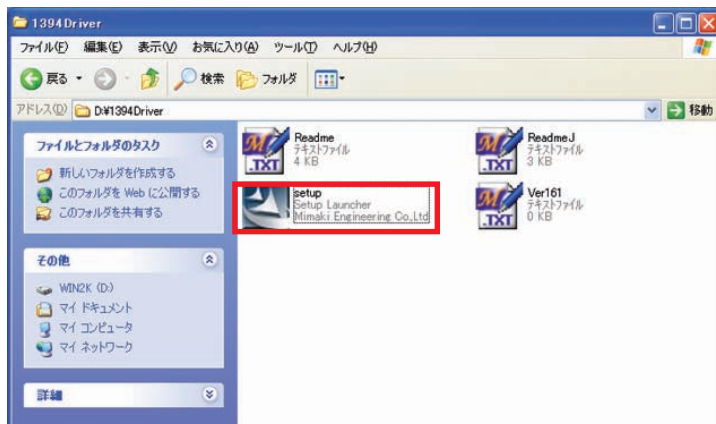 1394Driver
ファイル(F) 編集(E) 表示(V) お気に入り(A) ツール(T) ヘルプ(H)
戻る 検索 フォルダ
アドレス(D) D:¥1394Driver 移動
ファイルとフォルダのタスク
新しいフォルダを作成する
このフォルダを Web に公開する
このフォルダを共有する
その他
WIN2K (D:)
マイ ドキュメント
マイ コンピュータ
マイ ネットワーク
詳細
Readme
テキストファイル
4 KB
.TXT
ReadmeJ
テキストファイル
3 KB
.TXT
setup
Setup Launcher
Mimaki Engineering Co.,Ltd
Ver161
テキストファイル
0 KB
.TXT